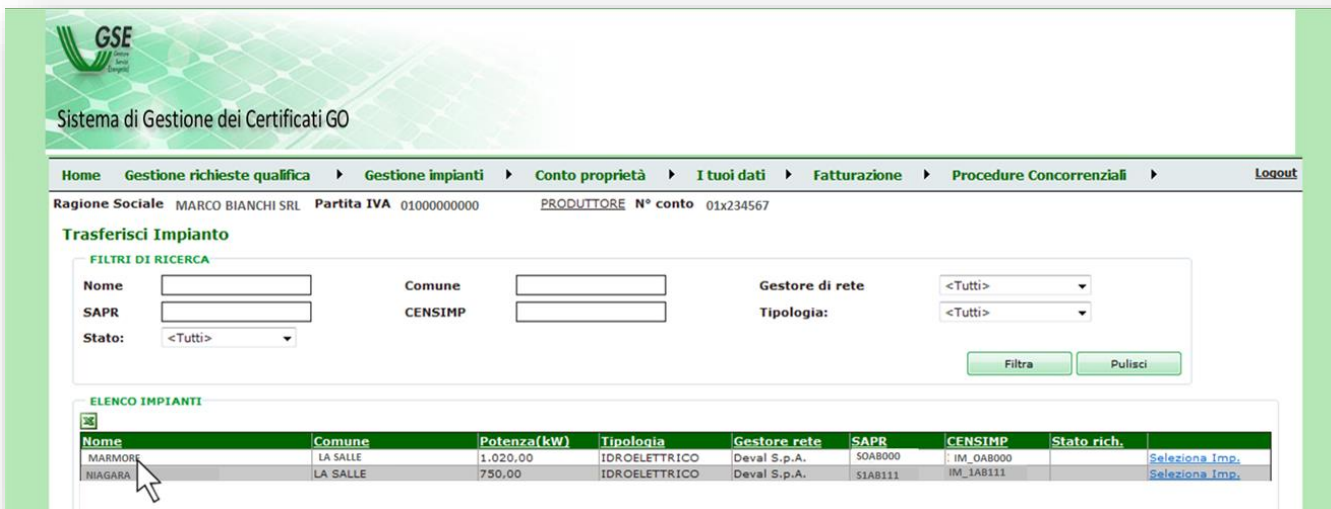 GSE
Gestore
Servizi
Energetici
Sistema di Gestione dei Certificati GO
Home Gestione richieste qualifica Gestione impianti Conto proprietà I tuoi dati Fatturazione Procedure Concorrenziali Logout
Ragione Sociale MARCO BIANCHI SRL Partita IVA 01000000000 PRODUTTORE N° conto 01x234567
Trasferisci Impianto
FILTRI DI RICERCA
Nome Comune Gestore di rete <Tutti>
SAPR CENSIMP Tipologia: <Tutti>
Stato: <Tutti>
Filtra Pulisci
ELENCO IMPIANTI
Nome Comune Potenza(kW) Tipologia Gestore rete SAPR CENSIMP Stato rich.
MARMORE LA SALLE 1.020,00 IDROELETTRICO Deval S.p.A. S0AB000 IM_0AB000 Seleziona Imp.
NIAGARA LA SALLE 750,00 IDROELETTRICO Deval S.p.A. S1AB111 IM_1AB111 Seleziona Imp.